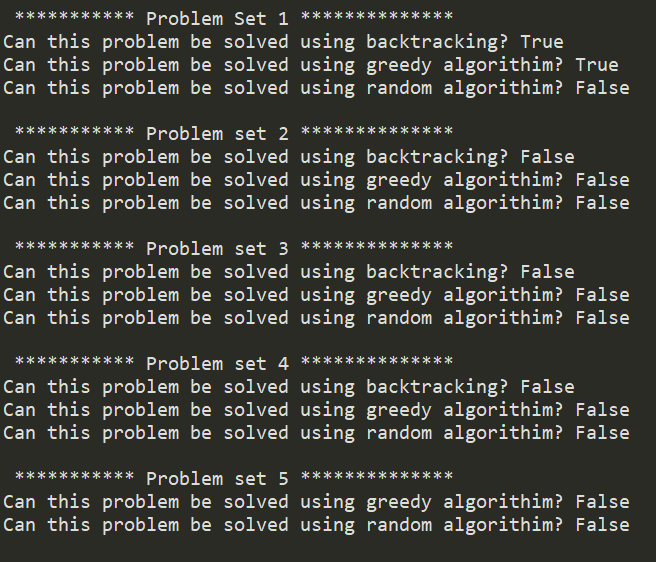 *********** Problem Set 1 **************
Can this problem be solved using backtracking? True
Can this problem be solved using greedy algorithim? True
Can this problem be solved using random algorithim? False
*********** Problem set 2 **************
Can this problem be solved using backtracking? False
Can this problem be solved using greedy algorithim? False
Can this problem be solved using random algorithim? False
*********** Problem set 3 **************
Can this problem be solved using backtracking? False
Can this problem be solved using greedy algorithim? False
Can this problem be solved using random algorithim? False
*********** Problem set 4 **************
Can this problem be solved using backtracking? False
Can this problem be solved using greedy algorithim? False
Can this problem be solved using random algorithim? False
*********** Problem set 5 **************
Can this problem be solved using greedy algorithim? False
Can this problem be solved using random algorithim? False